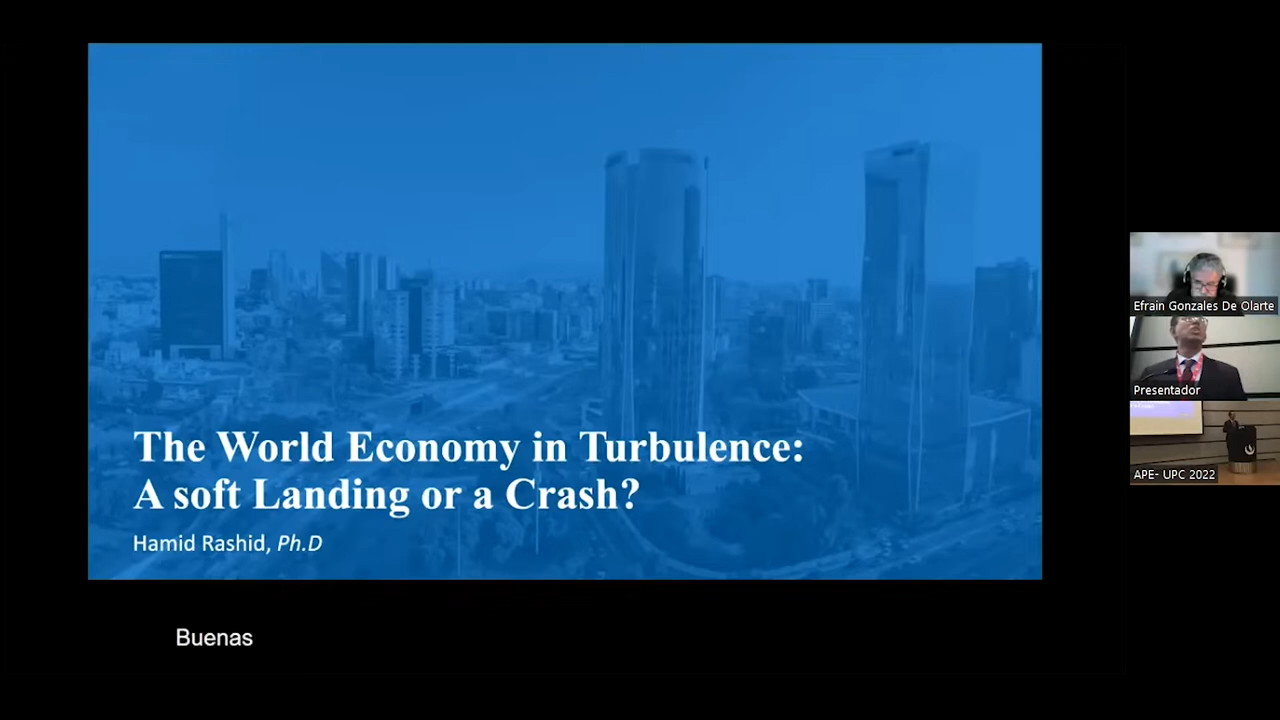 The World Economy in Turbulence:
A soft Landing or a Crash?
Hamid Rashid, Ph.D
Efrain Gonzales De Olarte
Presentador
APE- UPC 2022
Buenas